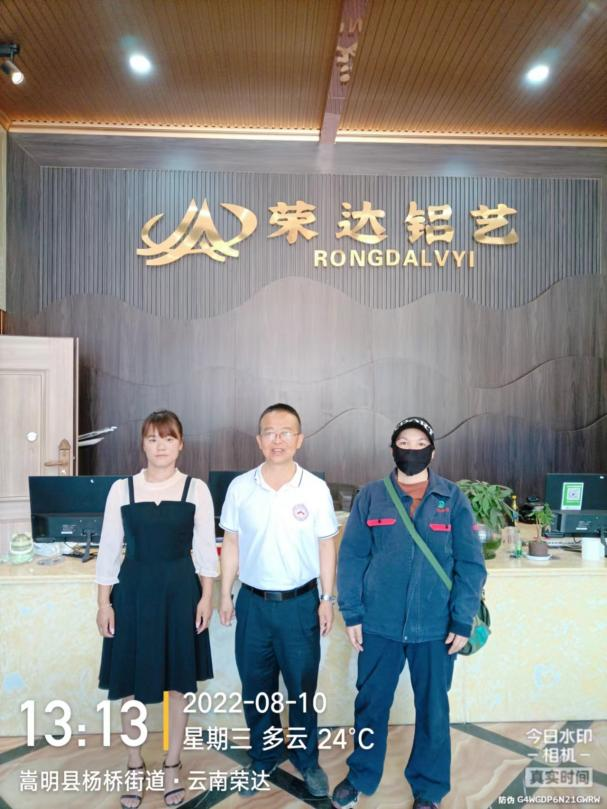 荣达铝艺
RONGDALVYI
13:13
2022-08-10
星期三 多云 24°C
嵩明县杨桥街道·云南荣达
今日水印
相机
真实时间
防伪 G4WGDP6N21GWRW